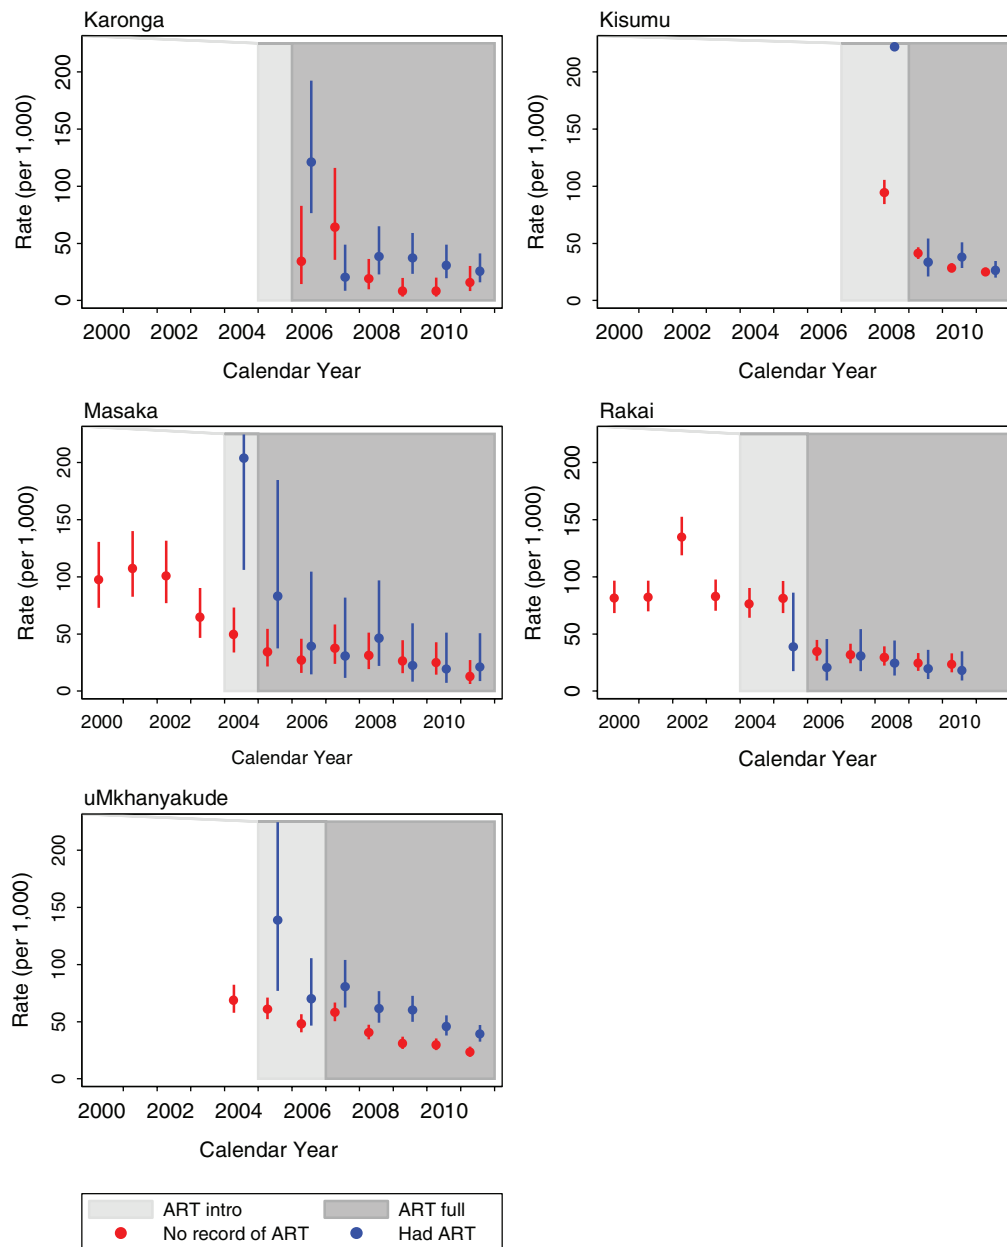 Karonga
Rate (per 1,000)
0 50 100 150 200
2000 2002 2004 2006 2008 2010
Calendar Year
Kisumu
Rate (per 1,000)
0 50 100 150 200
2000 2002 2004 2006 2008 2010
Calendar Year
Masaka
Rate (per 1,000)
0 50 100 150 200
2000 2002 2004 2006 2008 2010
Calendar Year
Rakai
Rate (per 1,000)
0 50 100 150 200
2000 2002 2004 2006 2008 2010
Calendar Year
uMkhanyakude
Rate (per 1,000)
0 50 100 150 200
2000 2002 2004 2006 2008 2010
Calendar Year
ART intro ART full
No record of ART Had ART